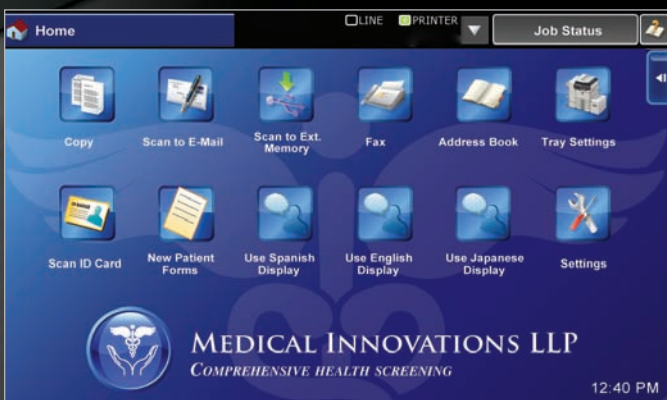 Home
LINE
PRINTER
Job Status
Copy
Scan to E-Mail
Scan to Ext.
Memory
Fax
Address Book
Tray Settings
Scan ID Card
New Patient
Forms
Use Spanish
Display
Use English
Display
Use Japanese
Display
Settings
MEDICAL INNOVATIONS LLP
COMPREHENSIVE HEALTH SCREENING
12:40 PM